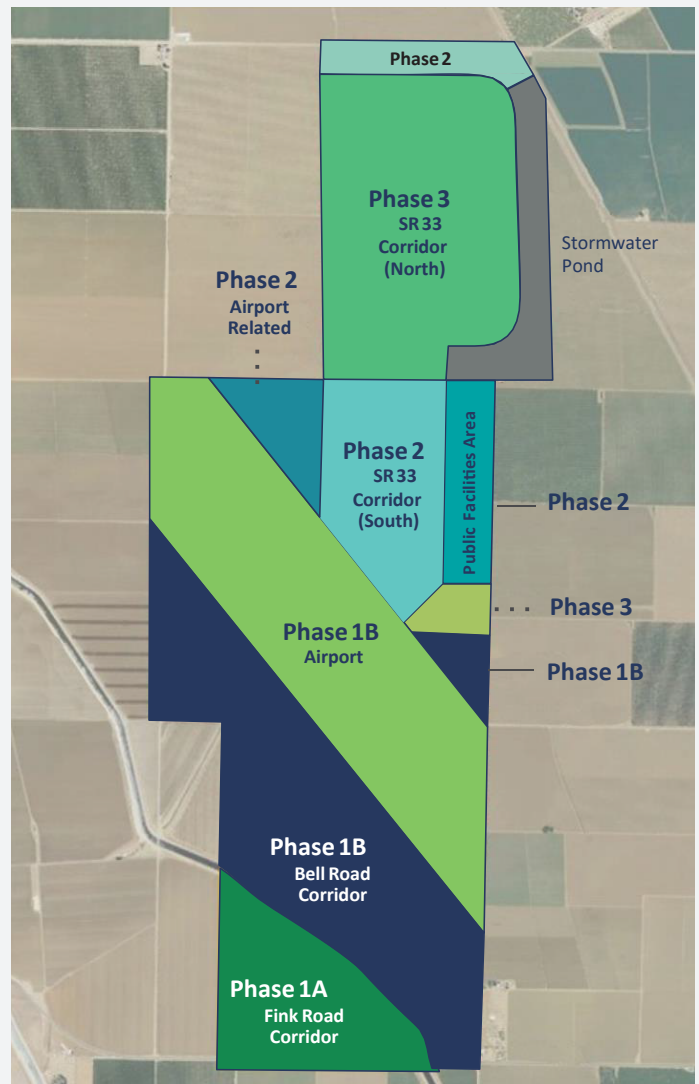 Phase 2
Phase 3
SR 33
Corridor
(North)
Stormwater
Pond
Phase 2
Airport
Related
Phase 2
SR 33
Corridor
(South)
Public Facilities Area
Phase 2
Phase 3
Phase 1B
Airport
Phase 1B
Phase 1B
Bell Road
Corridor
Phase 1A
Fink Road
Corridor